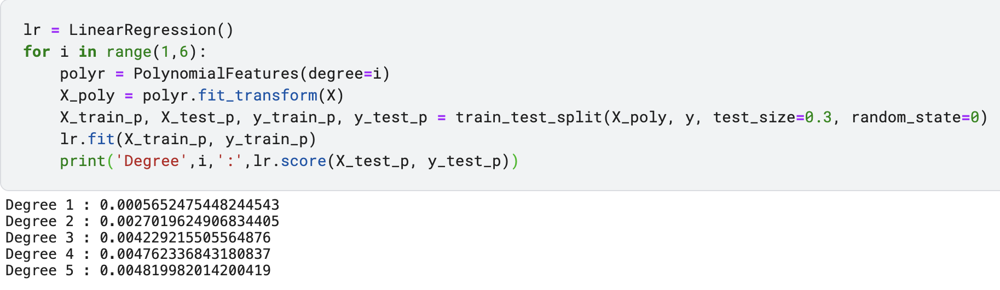 lr = LinearRegression()
for i in range(1,6):
    polyr = PolynomialFeatures(degree=i)
    X_poly = polyr.fit_transform(X)
    X_train_p, X_test_p, y_train_p, y_test_p = train_test_split(X_poly, y, test_size=0.3, random_state=0)
    lr.fit(X_train_p, y_train_p)
    print('Degree',i,':',lr.score(X_test_p, y_test_p))
Degree 1 : 0.0005652475448244543
Degree 2 : 0.0027019624906834405
Degree 3 : 0.004229215505564876
Degree 4 : 0.004762336843180837
Degree 5 : 0.004819982014200419